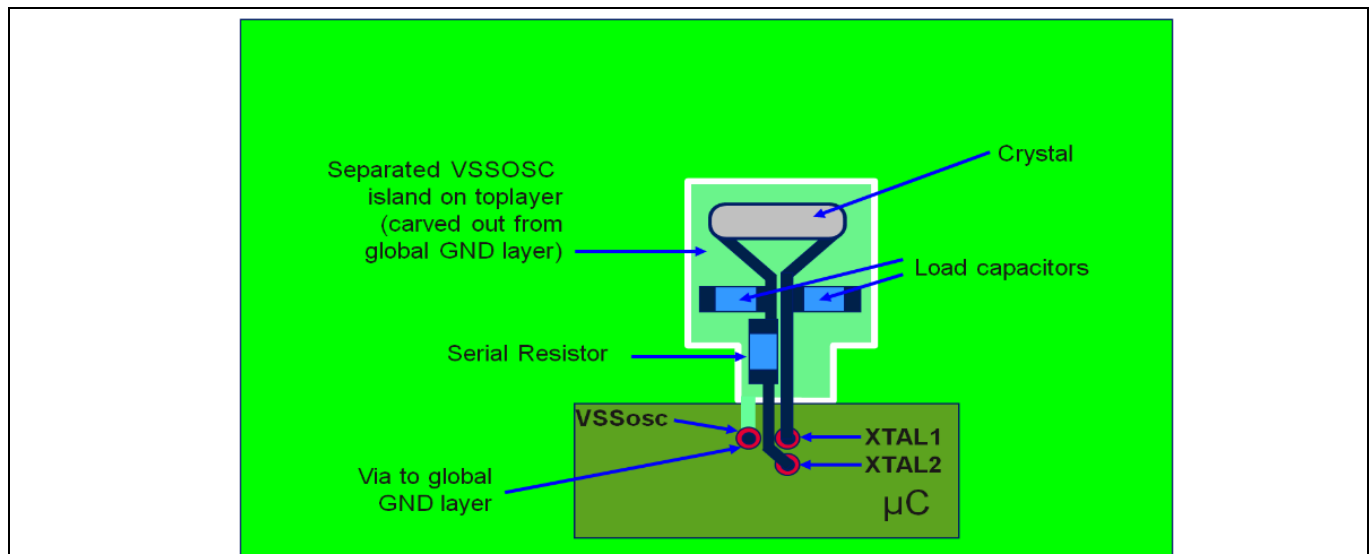 Crystal
Separated VSSOSC
island on toplayer
(carved out from
global GND layer)
Load capacitors
Serial Resistor
VSSosc
XTAL1
Via to global
GND layer
XTAL2
µC